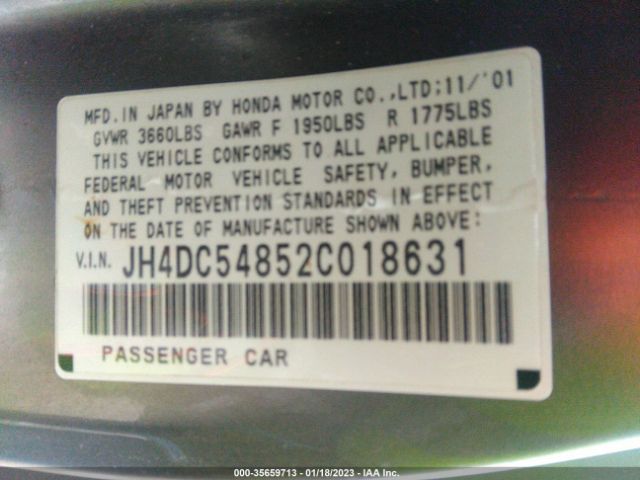 MFD. IN JAPAN BY HONDA MOTOR CO., LTD; 11/'01
GVWR 3660LBS GAWR F 1950LBS R 1775LBS
THIS VEHICLE CONFORMS TO ALL APPLICABLE
FEDERAL MOTOR VEHICLE SAFETY, BUMPER,
AND THEFT PREVENTION STANDARDS IN EFFECT
ON THE DATE OF MANUFACTURE SHOWN ABOVE:
V.I.N. JH4DC54852C018631
PASSENGER CAR
000-35659713 - 01/18/2023 - IAA Inc.